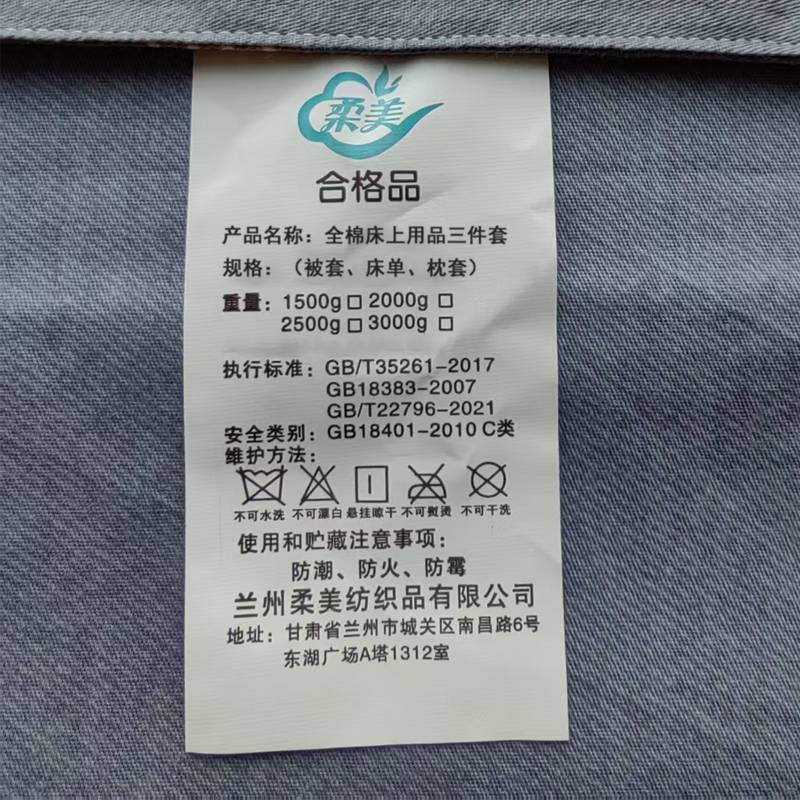 柔美
合格品
产品名称：全棉床上用品三件套
规格：（被套、床单、枕套）
重量：1500g□ 2000g□
2500g□ 3000g□
执行标准：GB/T35261-2017
GB18383-2007
GB/T22796-2021
安全类别：GB18401-2010 C类
维护方法：
不可水洗 不可漂白 悬挂晾干 不可熨烫 不可干洗
使用和贮藏注意事项：
防潮、防火、防霉
兰州柔美纺织品有限公司
地址：甘肃省兰州市城关区南昌路6号
东湖广场A塔1312室